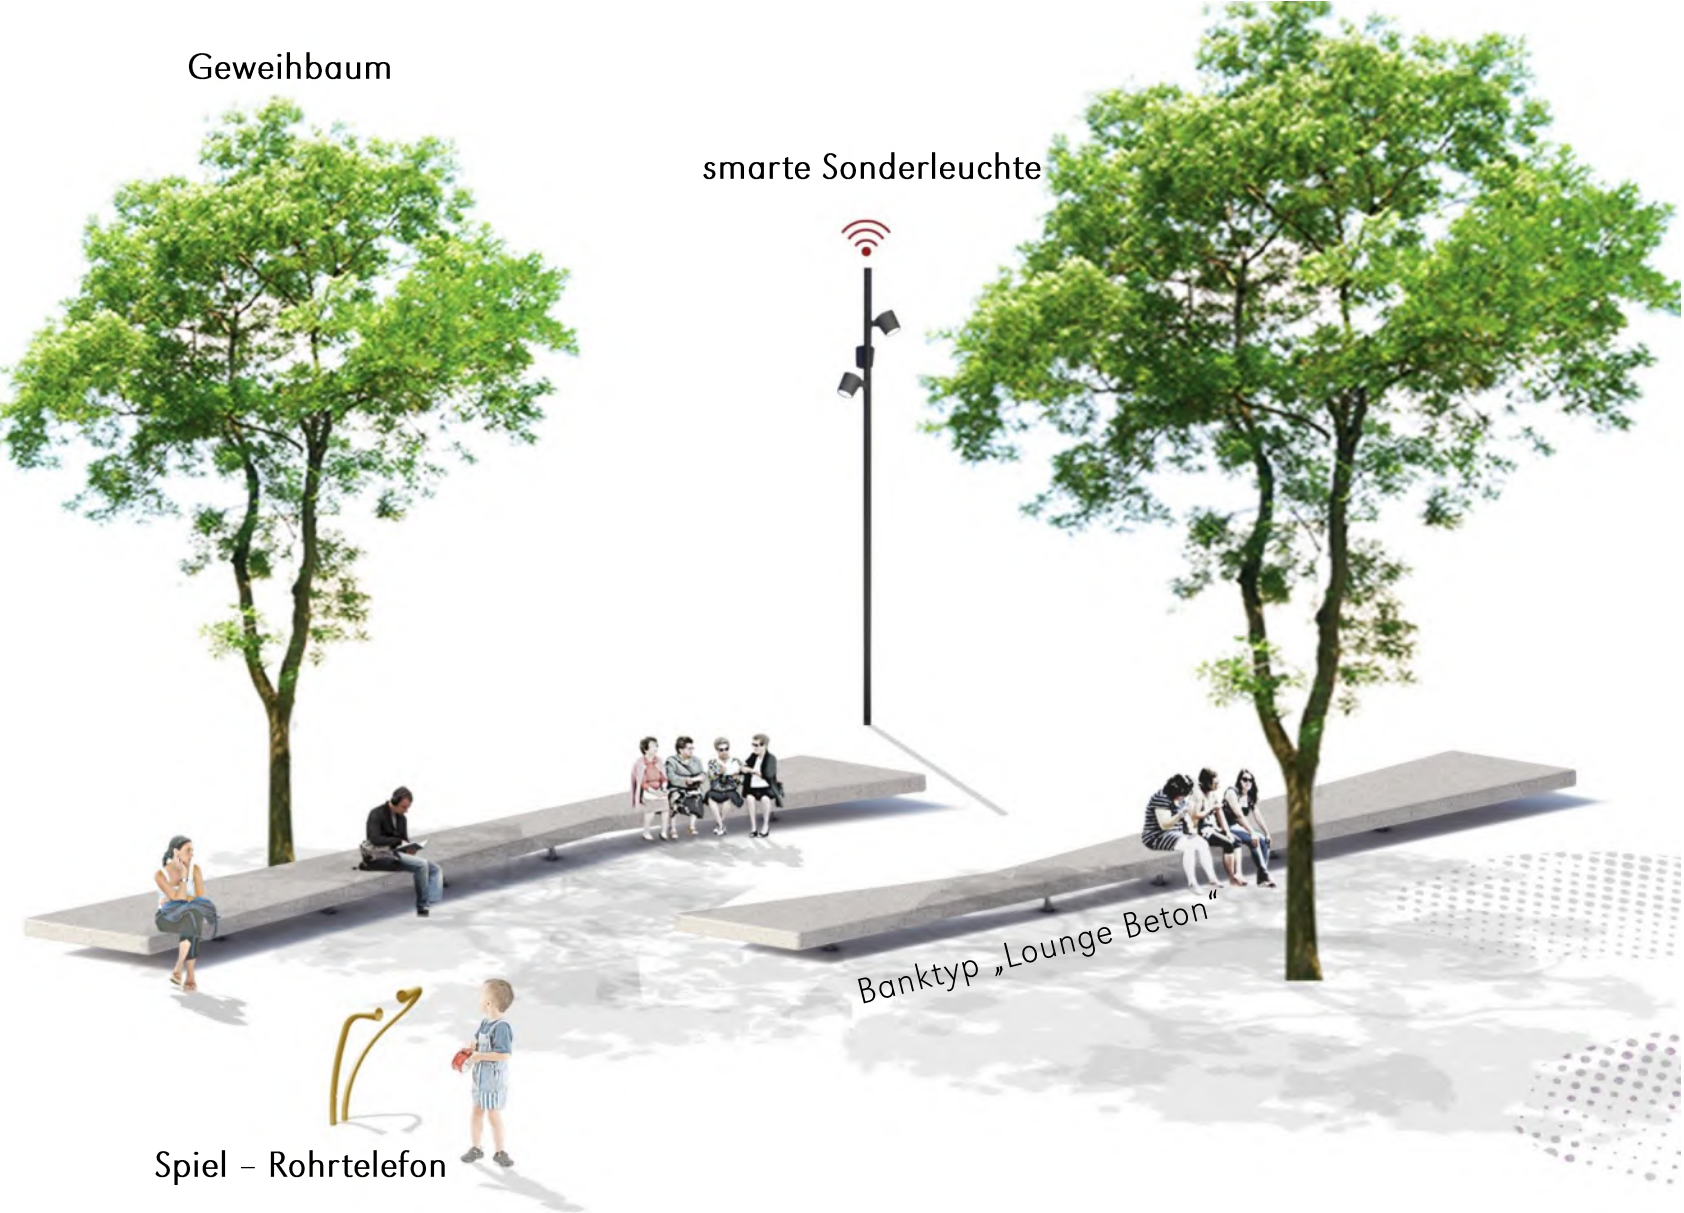 Geweihbaum
smarte Sonderleuchte
Banktyp „Lounge Beton“
Spiel – Rohrtelefon